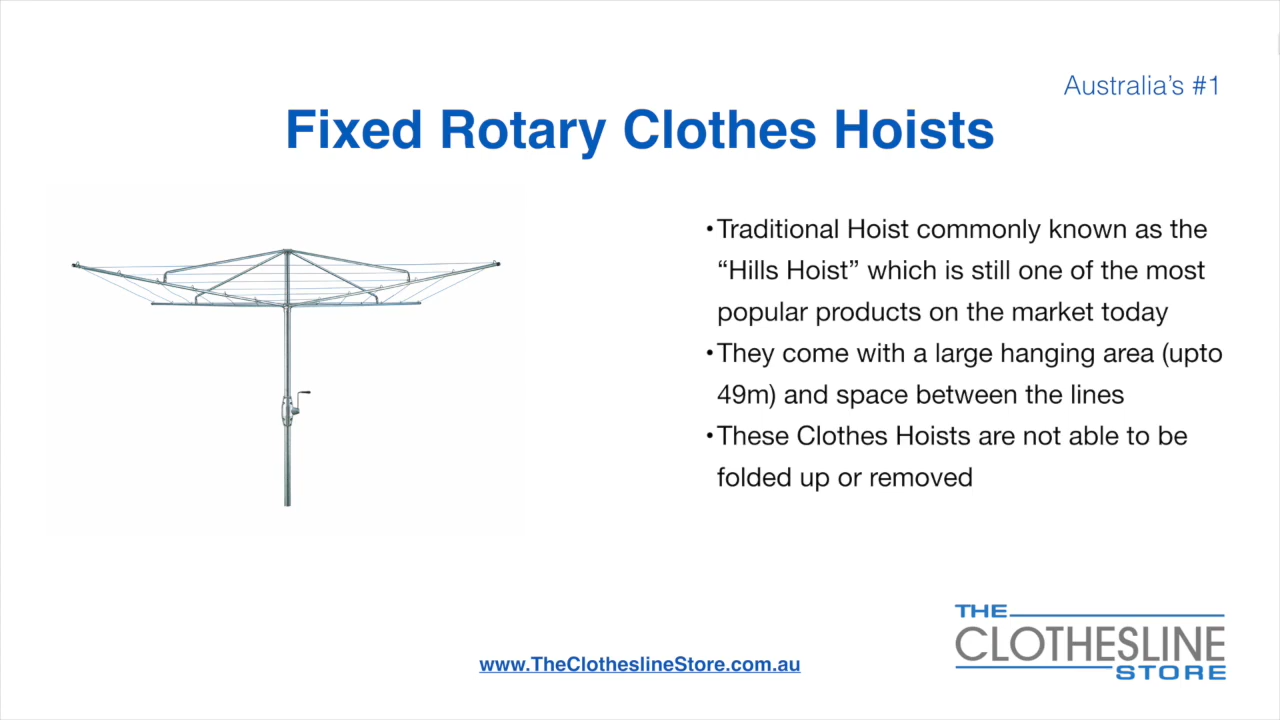 Australia's #1
Fixed Rotary Clothes Hoists
•Traditional Hoist commonly known as the
“Hills Hoist” which is still one of the most
popular products on the market today
•They come with a large hanging area (upto
49m) and space between the lines
•These Clothes Hoists are not able to be
folded up or removed
THE
CLOTHESLINE
STORE
www.TheClotheslineStore.com.au